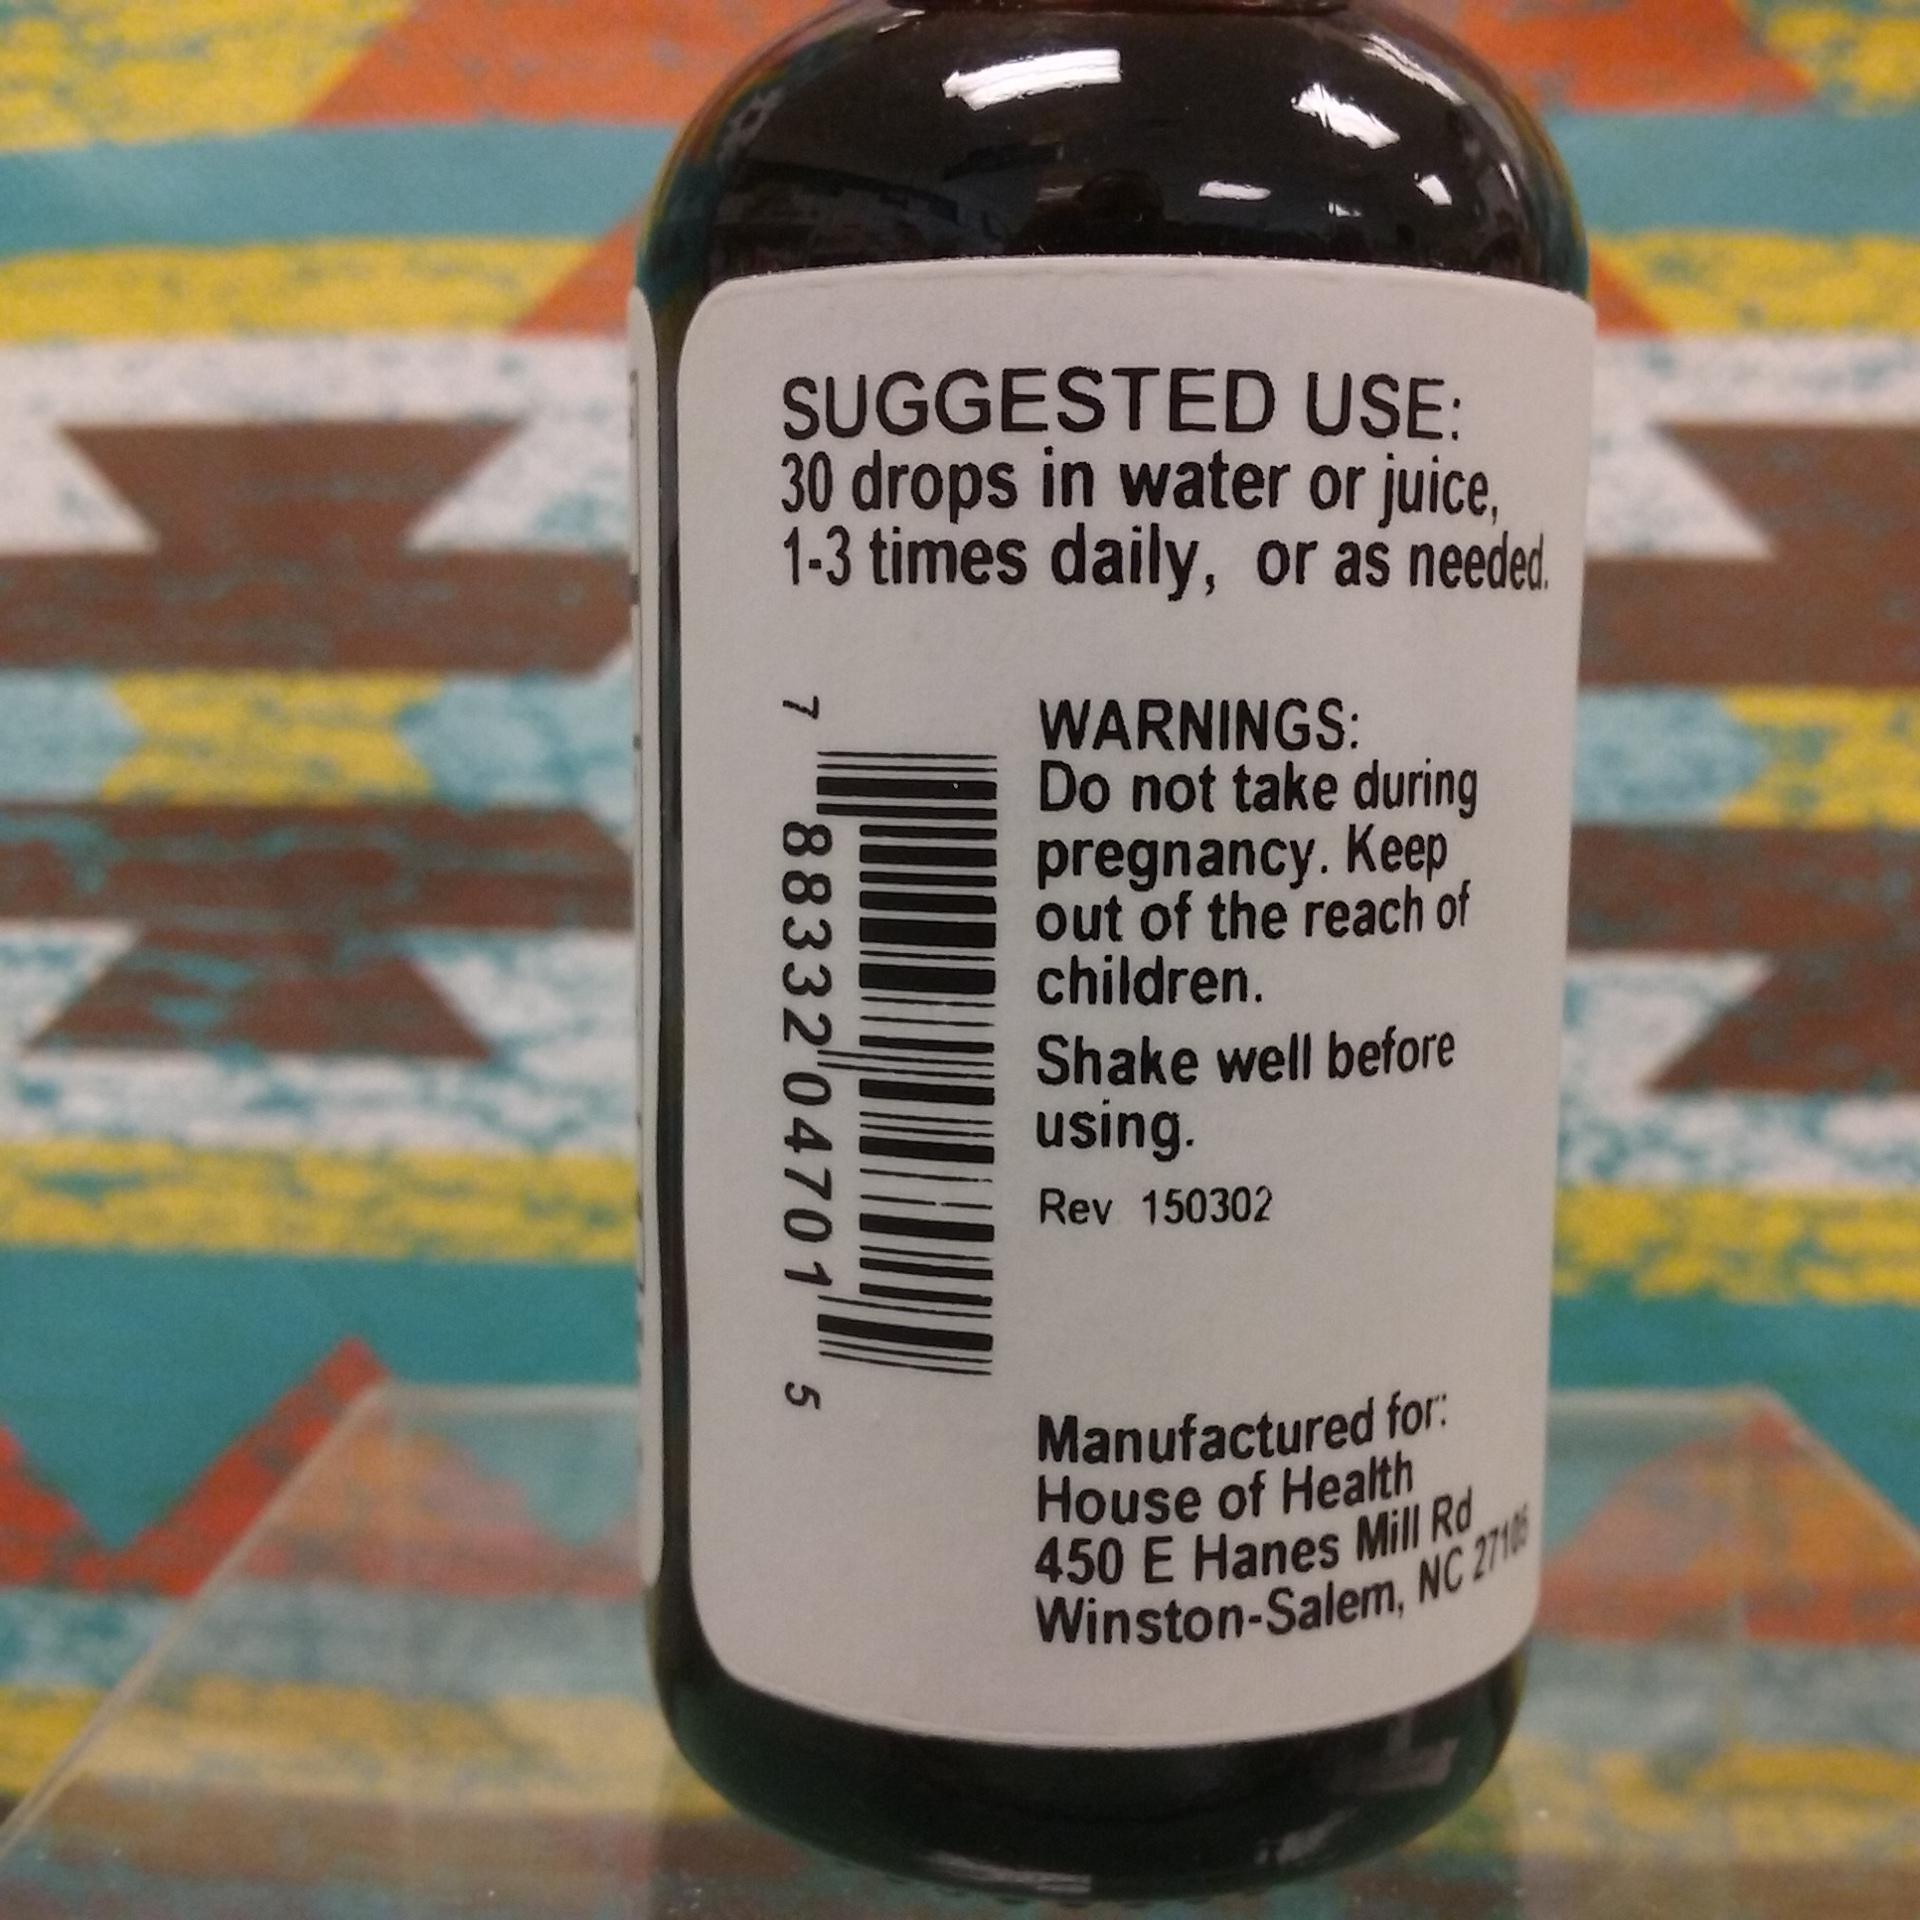 SUGGESTED USE:
30 drops in water or juice,
1-3 times daily, or as needed.
7 88332 04701 5
WARNINGS:
Do not take during
pregnancy. Keep
out of the reach of
children.
Shake well before
using.
Rev 150302
Manufactured for:
House of Health
450 E Hanes Mill Rd
Winston-Salem, NC 27105